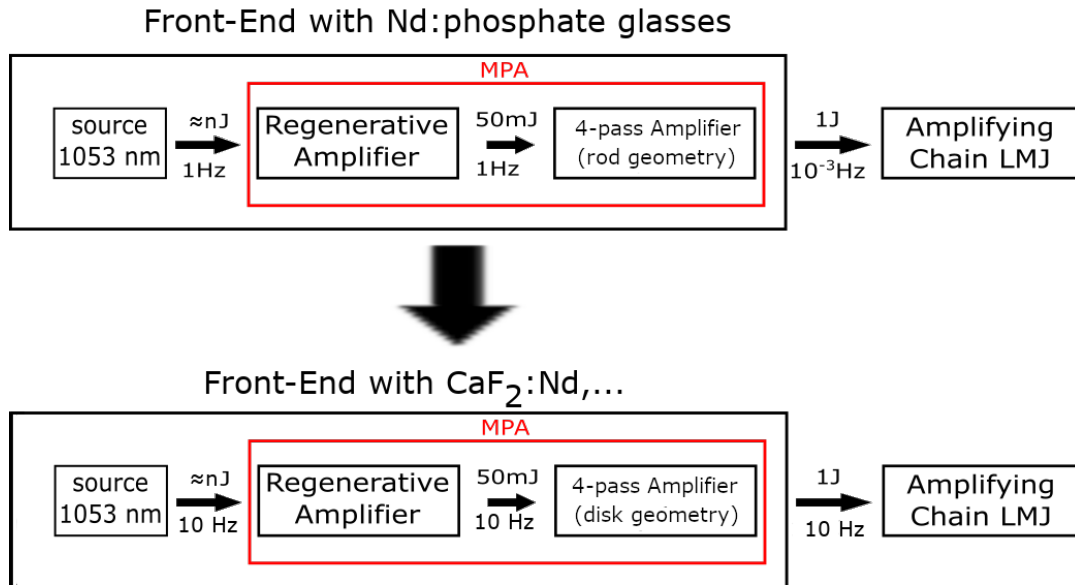 Front-End with Nd:phosphate glasses
MPA
source
1053 nm
≈nJ
1Hz
Regenerative
Amplifier
50mJ
1Hz
4-pass Amplifier
(rod geometry)
1J
10⁻³Hz
Amplifying
Chain LMJ
Front-End with CaF₂:Nd,...
MPA
source
1053 nm
≈nJ
10 Hz
Regenerative
Amplifier
50mJ
10 Hz
4-pass Amplifier
(disk geometry)
1J
10 Hz
Amplifying
Chain LMJ